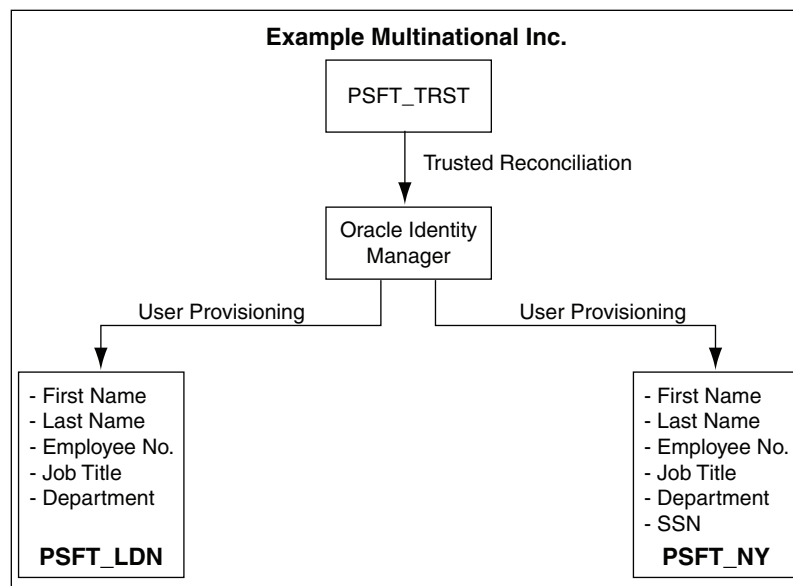 Example Multinational Inc.
PSFT_TRST
Trusted Reconciliation
Oracle Identity
Manager
User Provisioning
User Provisioning
- First Name
- Last Name
- Employee No.
- Job Title
- Department
PSFT_LDN
- First Name
- Last Name
- Employee No.
- Job Title
- Department
- SSN
PSFT_NY